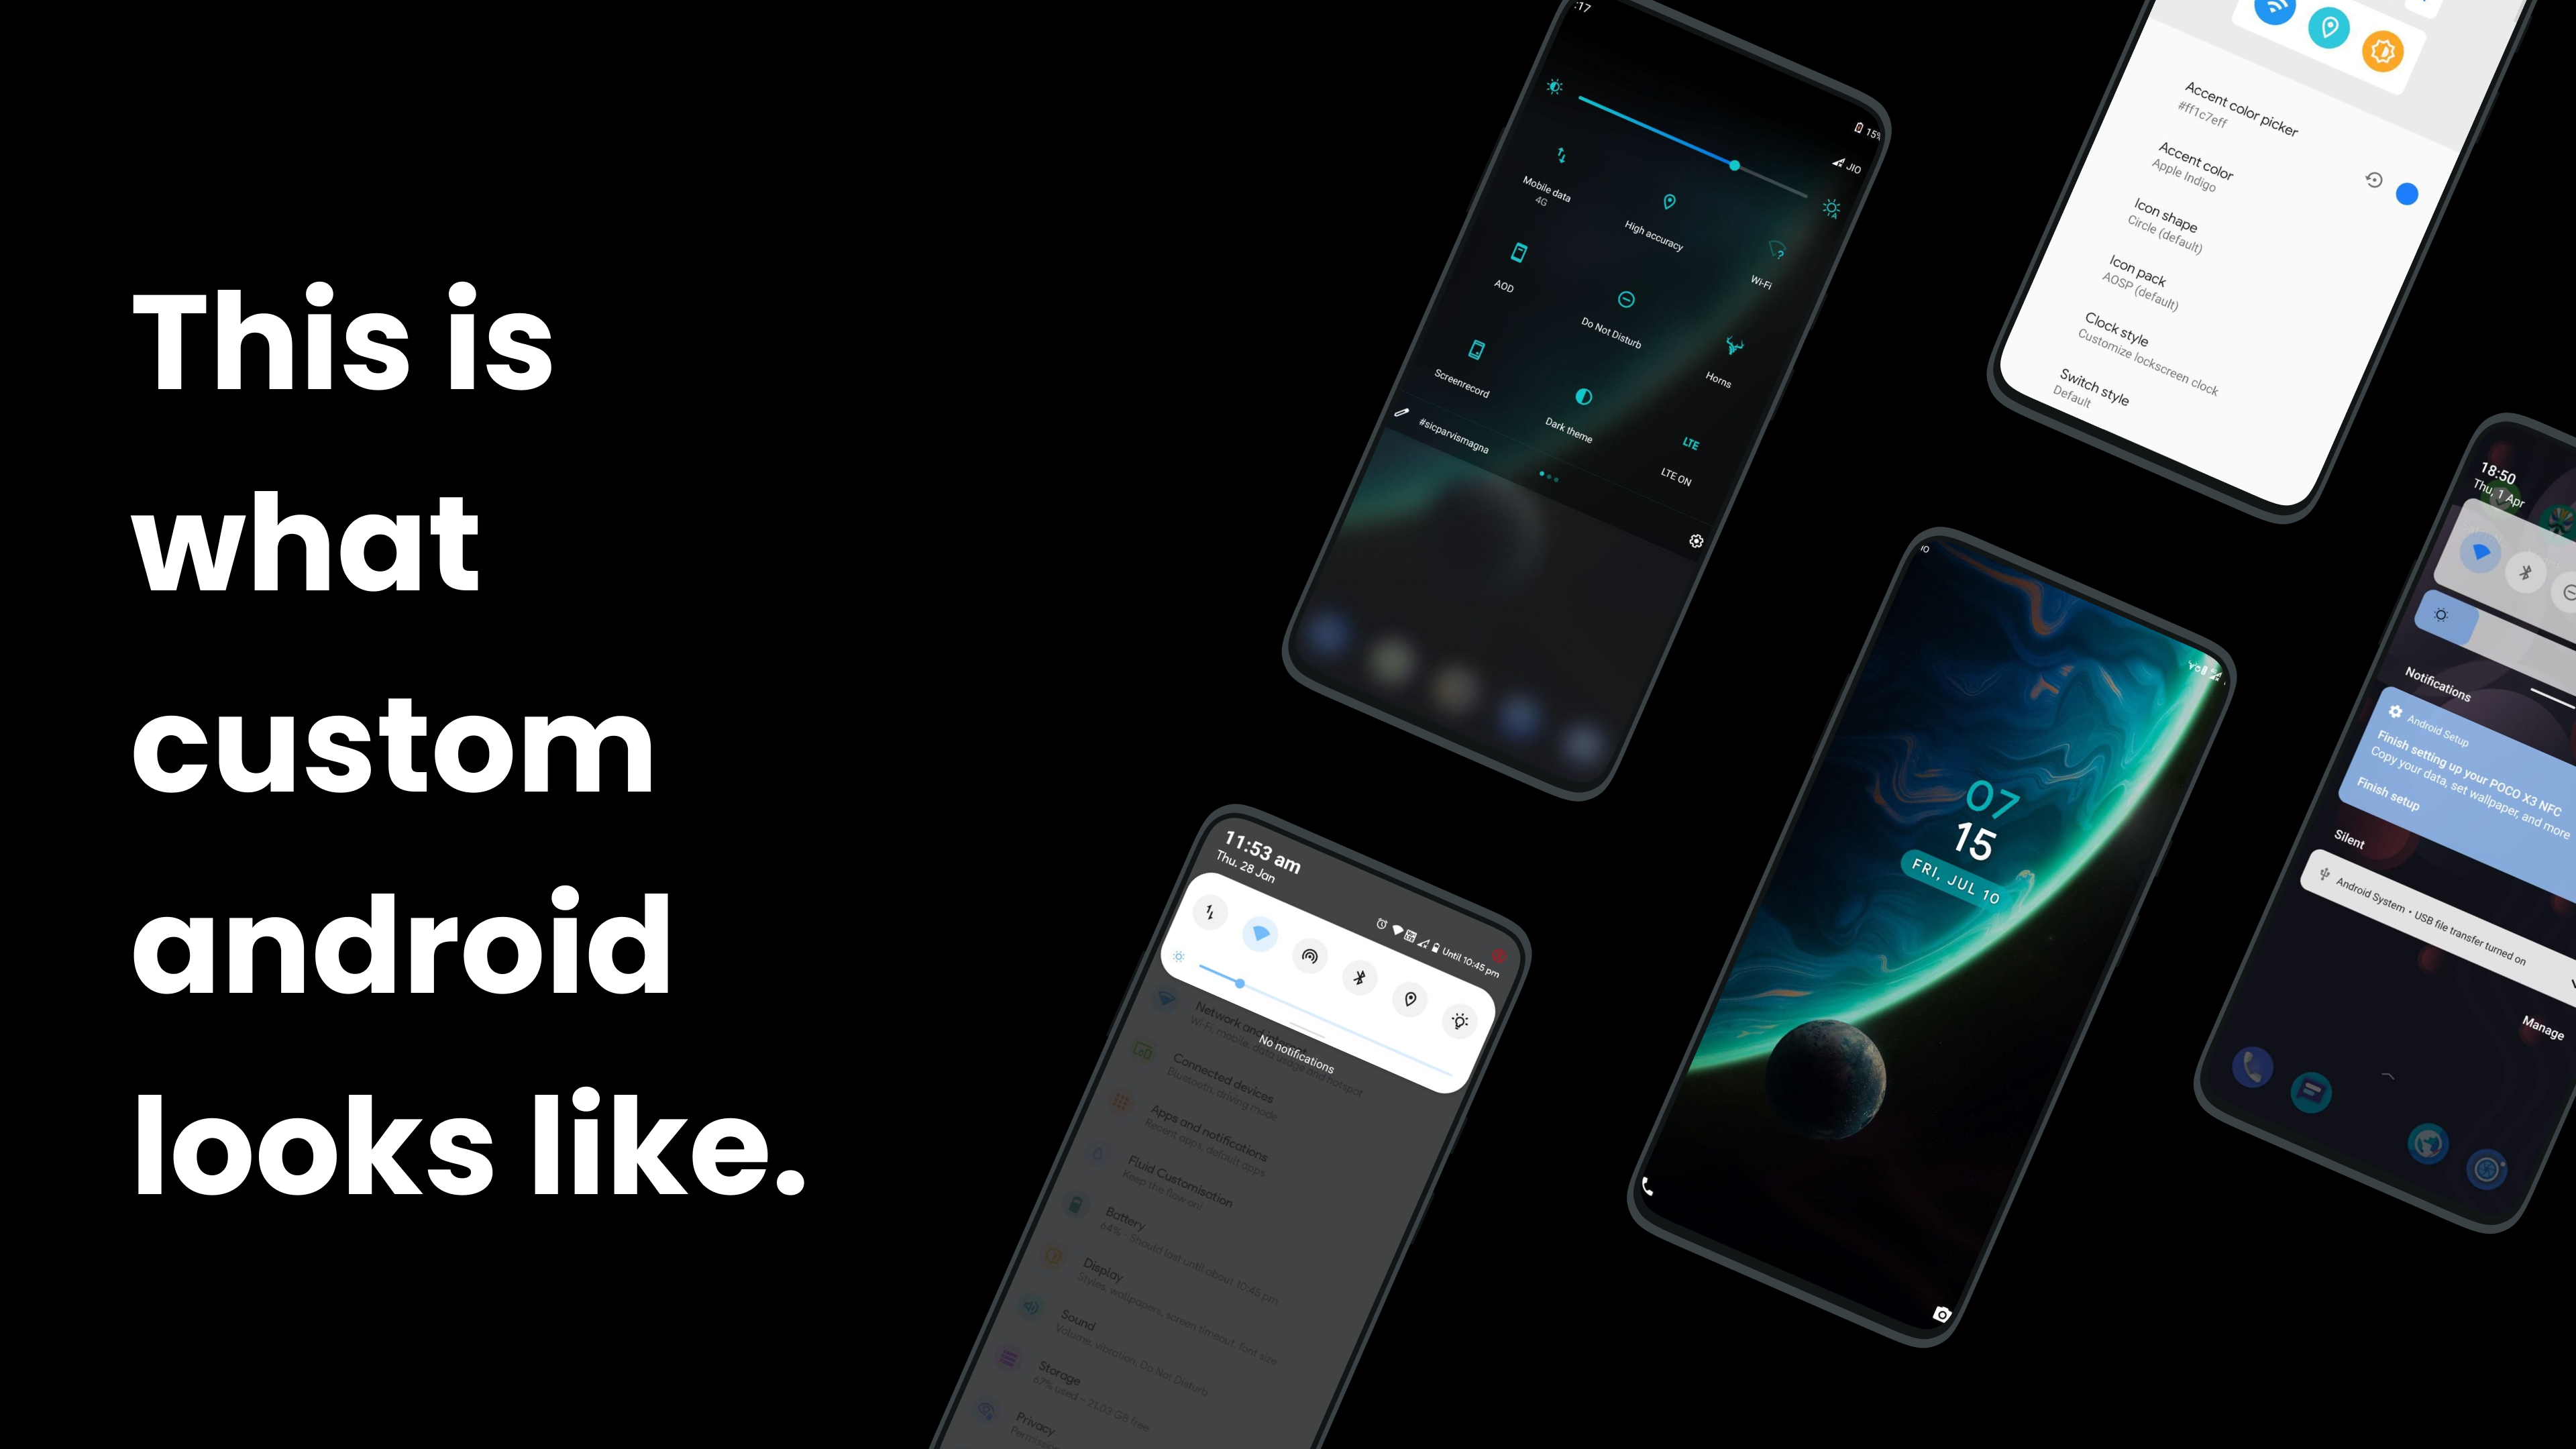 This is
what
custom
android
looks like.
:17
15%
JIO
Mobile data
4G
High accuracy
Wi-Fi
AOD
Do Not Disturb
Horns
Screenrecord
Dark theme
LTE
LTE ON
#sicparvismagna
Accent color picker
#ff1c7eff
Accent color
Apple Indigo
Icon shape
Circle (default)
Icon pack
AOSP (default)
Clock style
Customize lockscreen clock
Switch style
Default
11:53 am
Thu, 28 Jan
Until 10:45 pm
No notifications
Network and internet
Wi-Fi, mobile, data usage and hotspot
Connected devices
Bluetooth, driving mode
Apps and notifications
Recent apps, default apps
Fluid Customisation
Keep the flow on!
Battery
64% - Should last until about 10:45 pm
Display
Styles, wallpapers, screen timeout, font size
Sound
Volume, vibration, Do Not Disturb
Storage
67% used – 21.03 GB free
Privacy
IO
07
15
FRI, JUL 10
18:50
Thu, 1 Apr
Notifications
Android Setup
Finish setting up your POCO X3 NFC
Copy your data, set wallpaper, and more
Finish setup
Silent
Android System • USB file transfer turned on
Manage